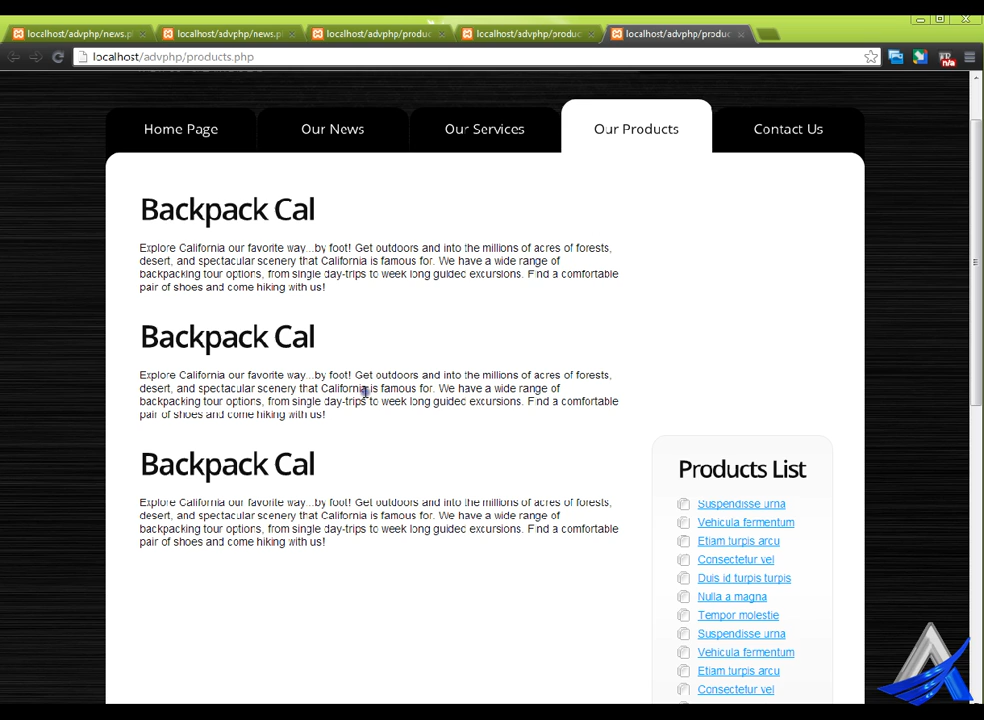 localhost/advphp/news.pl
localhost/advphp/news.pl
localhost/advphp/produc
localhost/advphp/produc
localhost/advphp/produc
localhost/advphp/products.php
n/a
Home Page
Our News
Our Services
Our Products
Contact Us
Backpack Cal
Explore California our favorite way...by foot! Get outdoors and into the millions of acres of forests,
desert, and spectacular scenery that California is famous for. We have a wide range of
backpacking tour options, from single day-trips to week long guided excursions. Find a comfortable
pair of shoes and come hiking with us!
Backpack Cal
Explore California our favorite way...by foot! Get outdoors and into the millions of acres of forests,
desert, and spectacular scenery that California is famous for. We have a wide range of
backpacking tour options, from single day-trips to week long guided excursions. Find a comfortable
pair of shoes and come hiking with us!
Backpack Cal
Explore California our favorite way...by foot! Get outdoors and into the millions of acres of forests,
desert, and spectacular scenery that California is famous for. We have a wide range of
backpacking tour options, from single day-trips to week long guided excursions. Find a comfortable
pair of shoes and come hiking with us!
Products List
Suspendisse urna
Vehicula fermentum
Etiam turpis arcu
Consectetur vel
Duis id turpis turpis
Nulla a magna
Tempor molestie
Suspendisse urna
Vehicula fermentum
Etiam turpis arcu
Consectetur vel